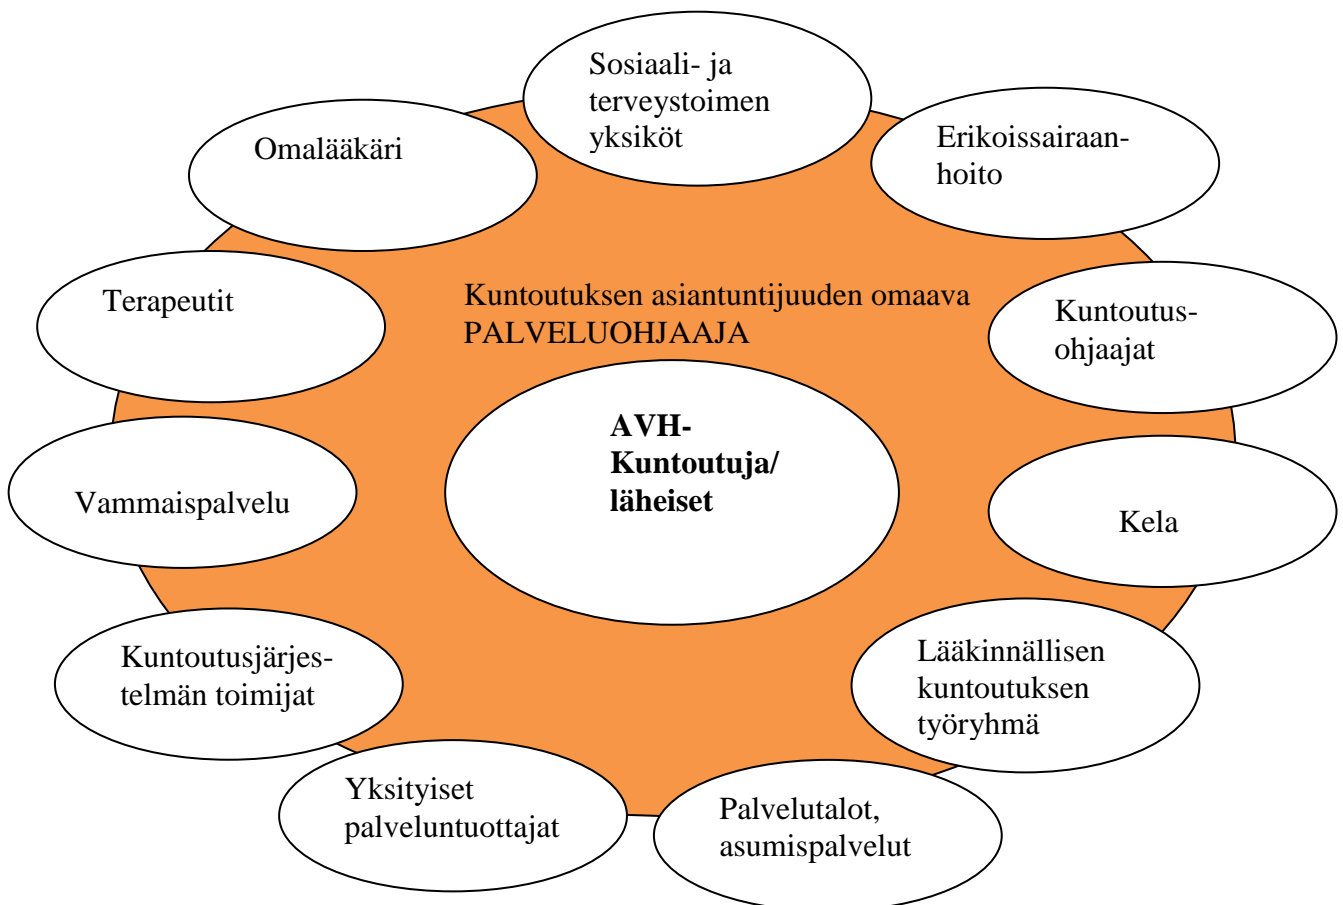 Sosiaali- ja
terveystoimen
yksiköt
Omalääkäri
Erikoissairaan-
hoito
Terapeutit
Kuntoutuksen asiantuntijuuden omaava
PALVELUOHJAAJA
Kuntoutus-
ohjaajat
AVH-
Kuntoutuja/
läheiset
Vammaispalvelu
Kela
Kuntoutusjärjes-
telmän toimijat
Lääkinnällisen
kuntoutuksen
työryhmä
Yksityiset
palveluntuottajat
Palvelutalot,
asumispalvelut